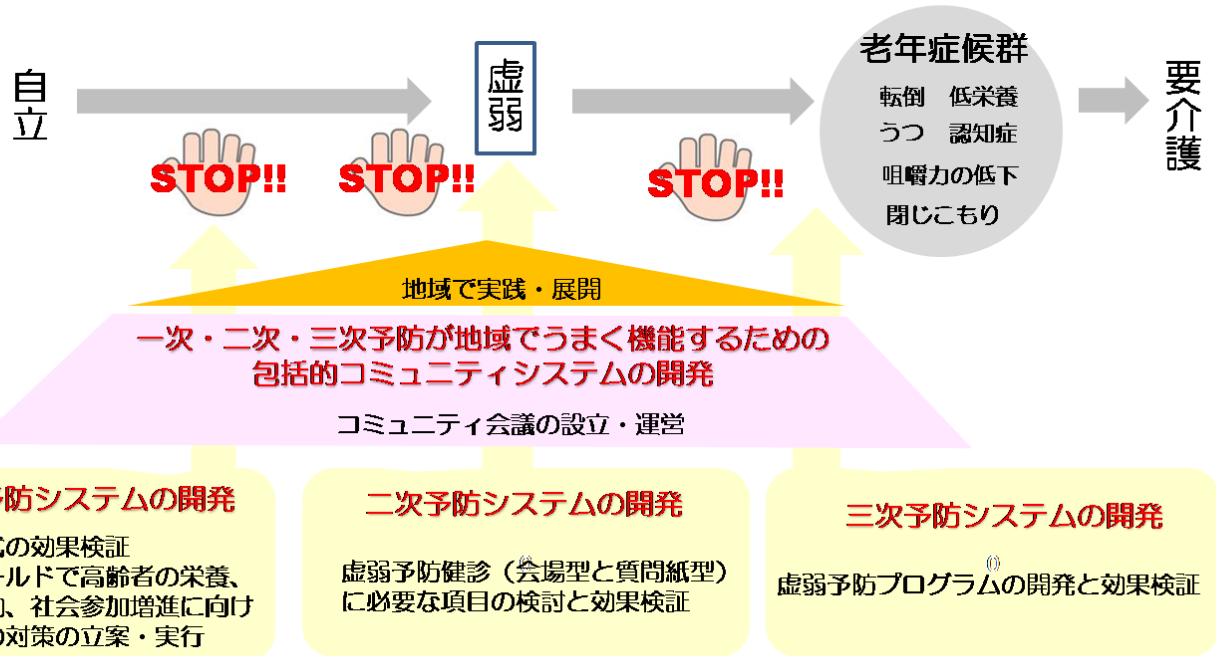 自立
虚弱
老年症候群
転倒 低栄養
うつ 認知症
咀嚼力の低下
閉じこもり
要介護
STOP!!
STOP!!
STOP!!
地域で実践・展開
一次・二次・三次予防が地域でうまく機能するための
包括的コミュニティシステムの開発
コミュニティ会議の設立・運営
予防システムの開発
の効果検証
ールドで高齢者の栄養、
、社会参加増進に向け
の対策の立案・実行
二次予防システムの開発
虚弱予防健診（会場型と質問紙型）
に必要な項目の検討と効果検証
三次予防システムの開発
虚弱予防プログラムの開発と効果検証